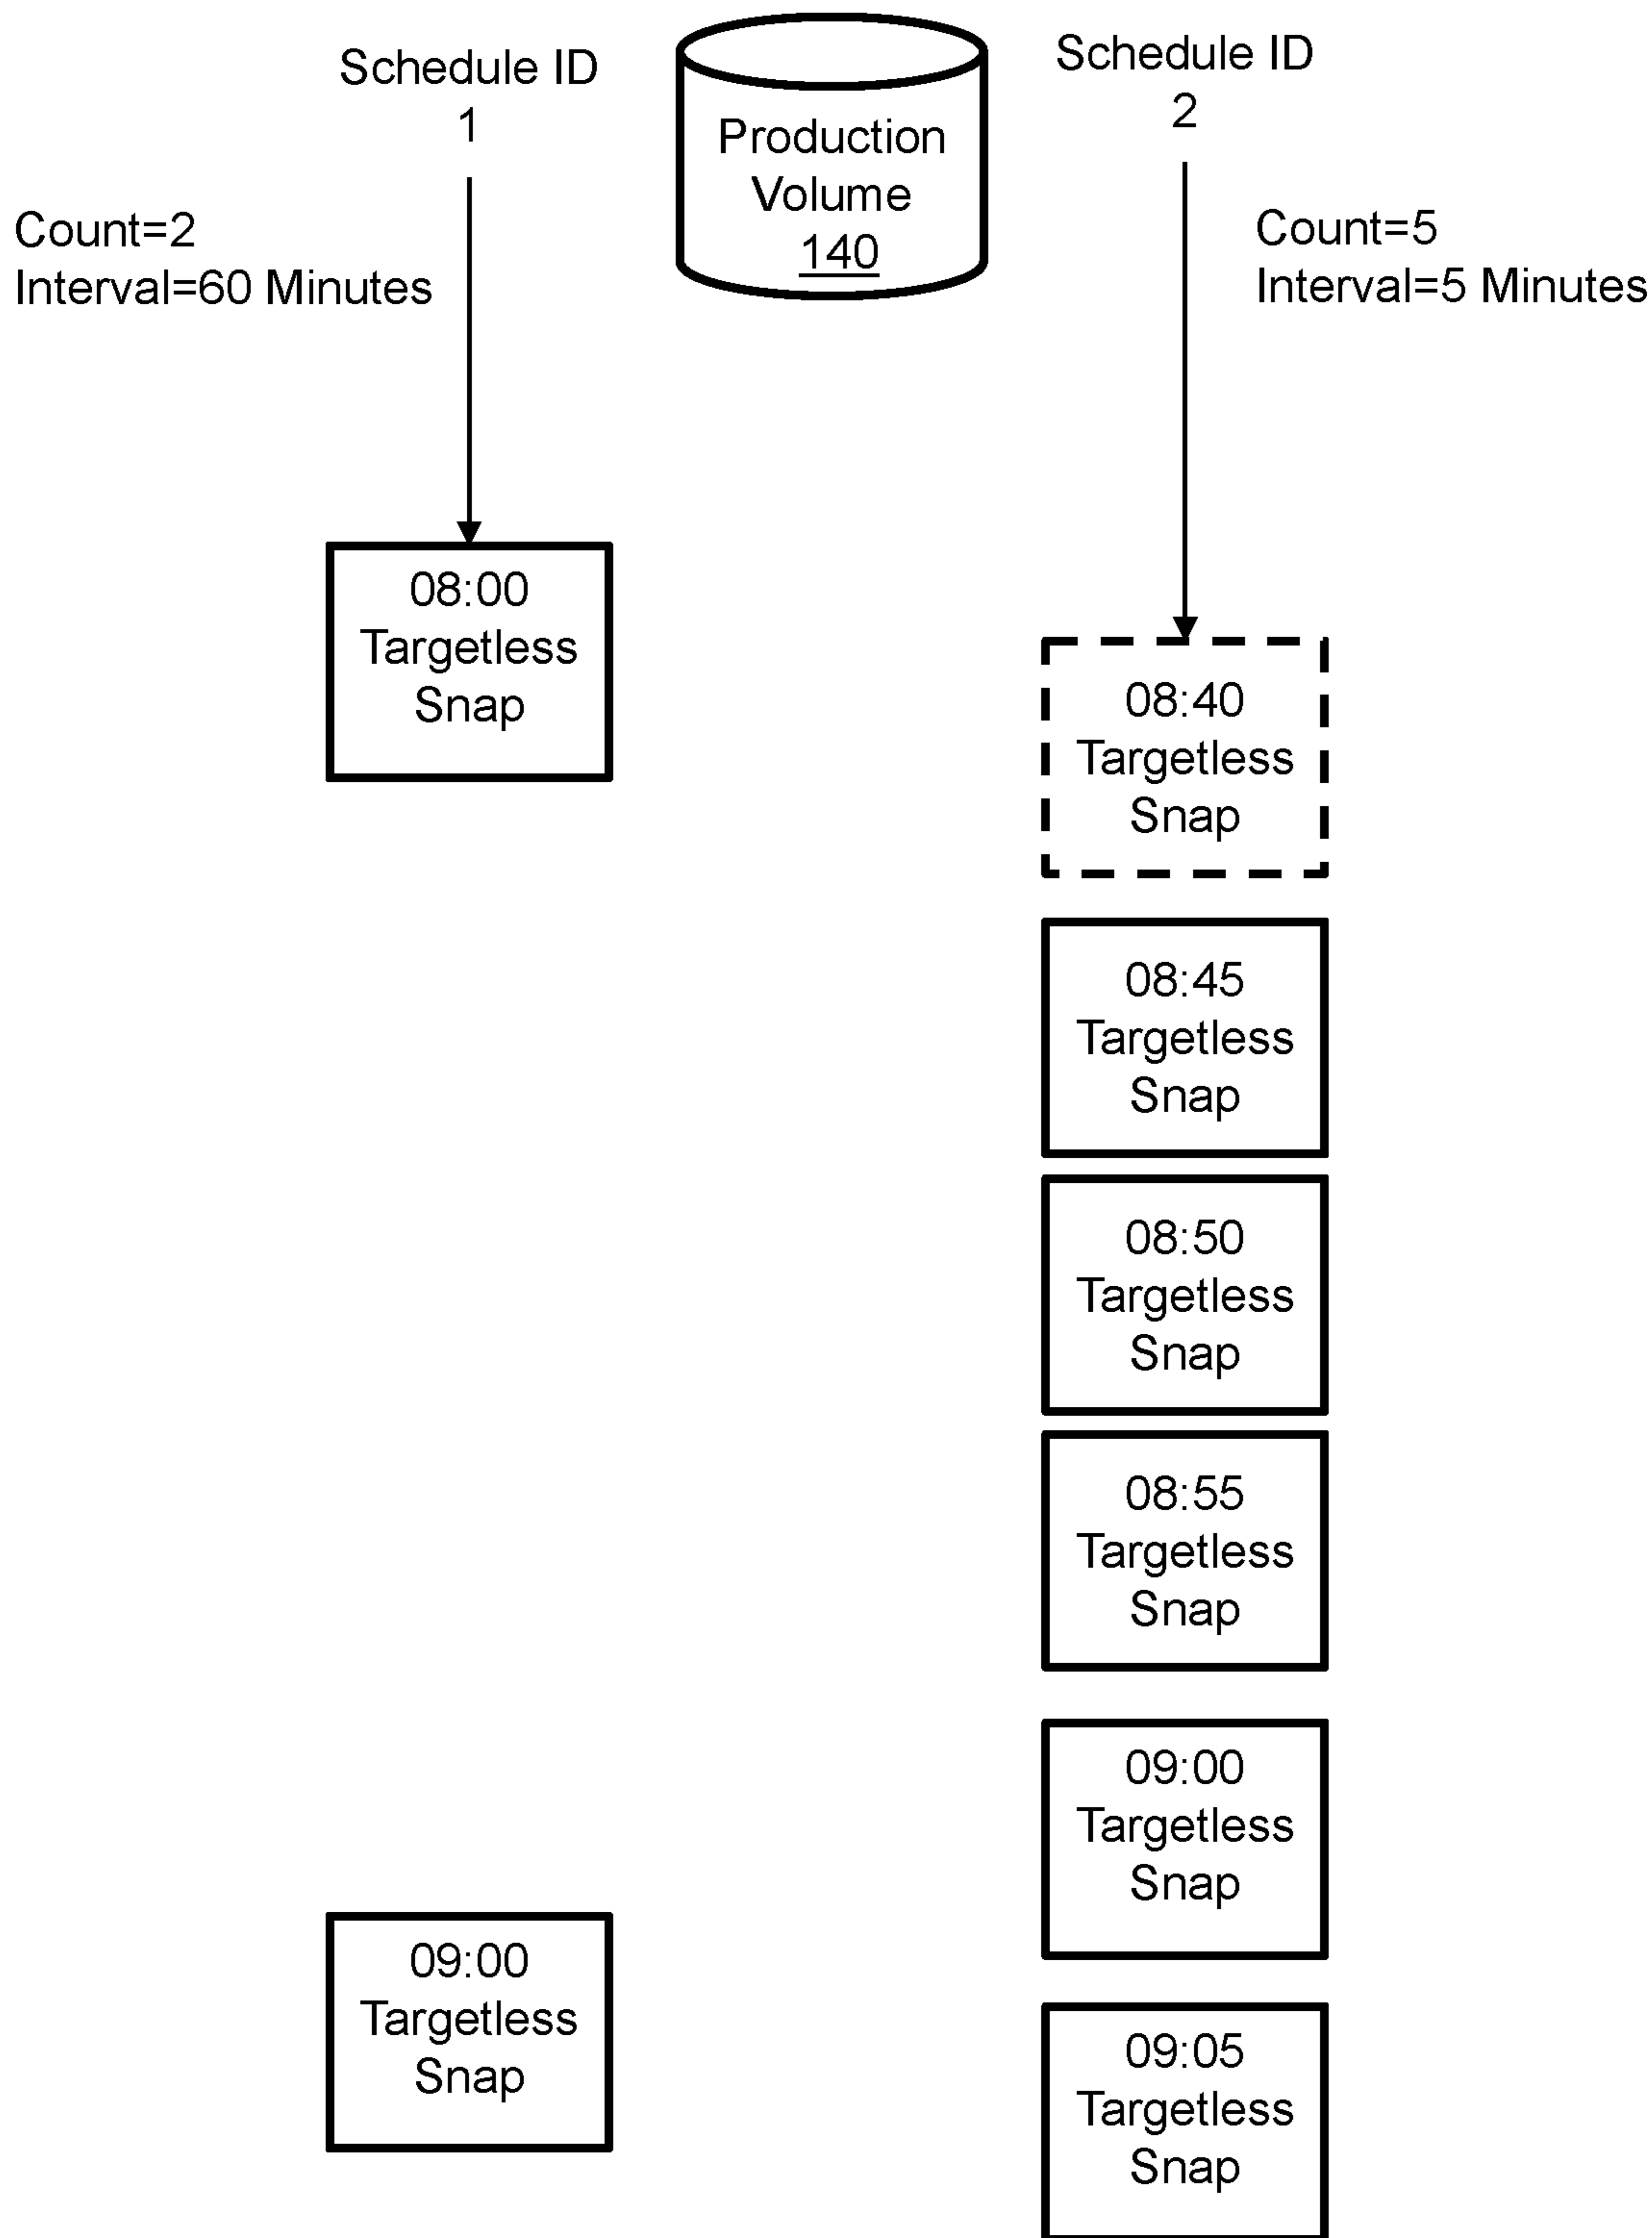 Schedule ID
1
Count=2
Interval=60 Minutes
Production
Volume
140
Schedule ID
2
Count=5
Interval=5 Minutes
08:00
Targetless
Snap
08:40
Targetless
Snap
08:45
Targetless
Snap
08:50
Targetless
Snap
08:55
Targetless
Snap
09:00
Targetless
Snap
09:00
Targetless
Snap
09:05
Targetless
Snap